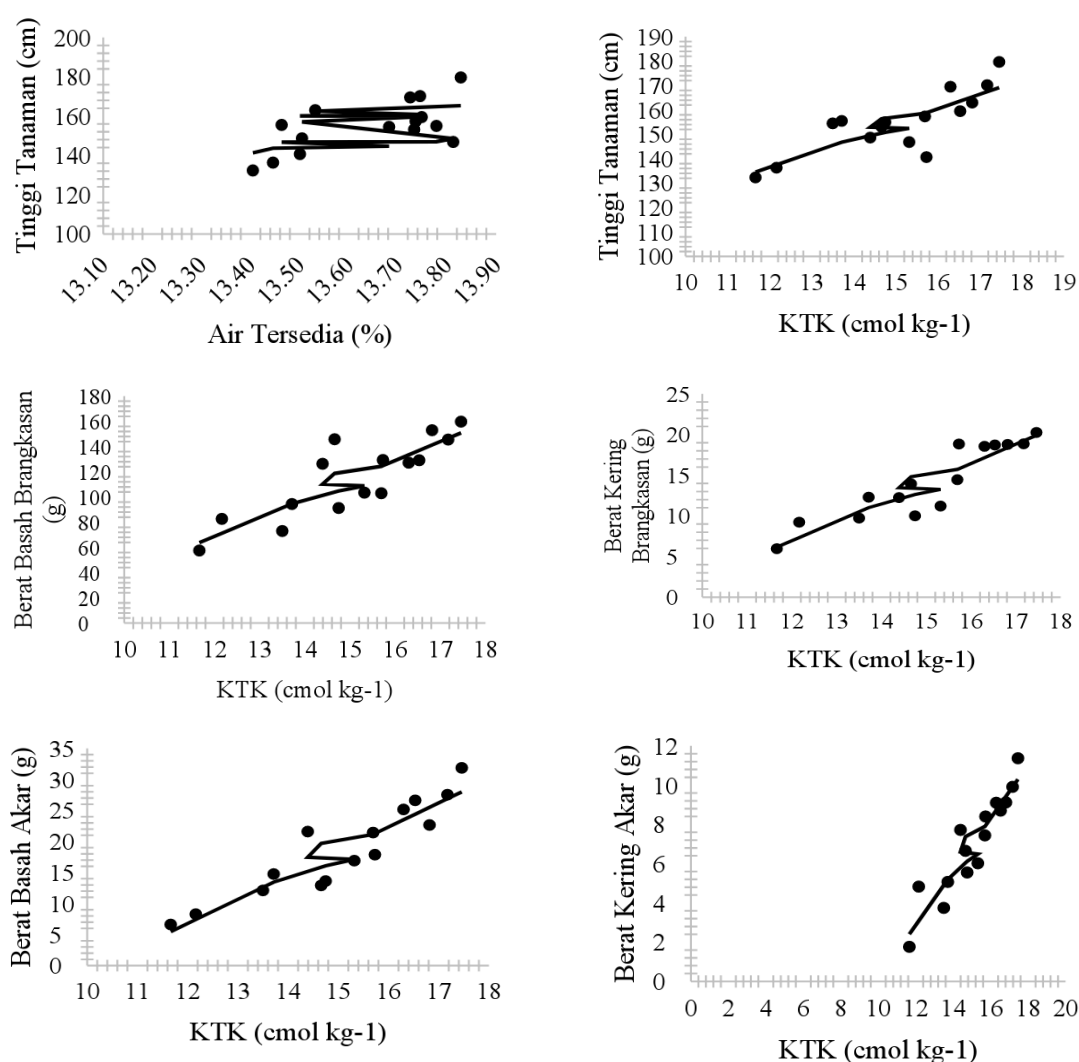 Tinggi Tanaman (cm)
200
180
160
140
120
100
13.10 13.20 13.30 13.40 13.50 13.60 13.70 13.80 13.90
Air Tersedia (%)
Tinggi Tanaman (cm)
190
180
170
160
150
140
130
120
110
100
10 11 12 13 14 15 16 17 18 19
KTK (cmol kg-1)
Berat Basah Brangkasan
(g)
180
160
140
120
100
80
60
40
20
0
10 11 12 13 14 15 16 17 18
KTK (cmol kg-1)
Berat Kering
Brangkasan (g)
25
20
15
10
5
0
10 11 12 13 14 15 16 17 18
KTK (cmol kg-1)
Berat Basah Akar (g)
35
30
25
20
15
10
5
0
10 11 12 13 14 15 16 17 18
KTK (cmol kg-1)
Berat Kering Akar (g)
12
10
8
6
4
2
0
0 2 4 6 8 10 12 14 16 18 20
KTK (cmol kg-1)